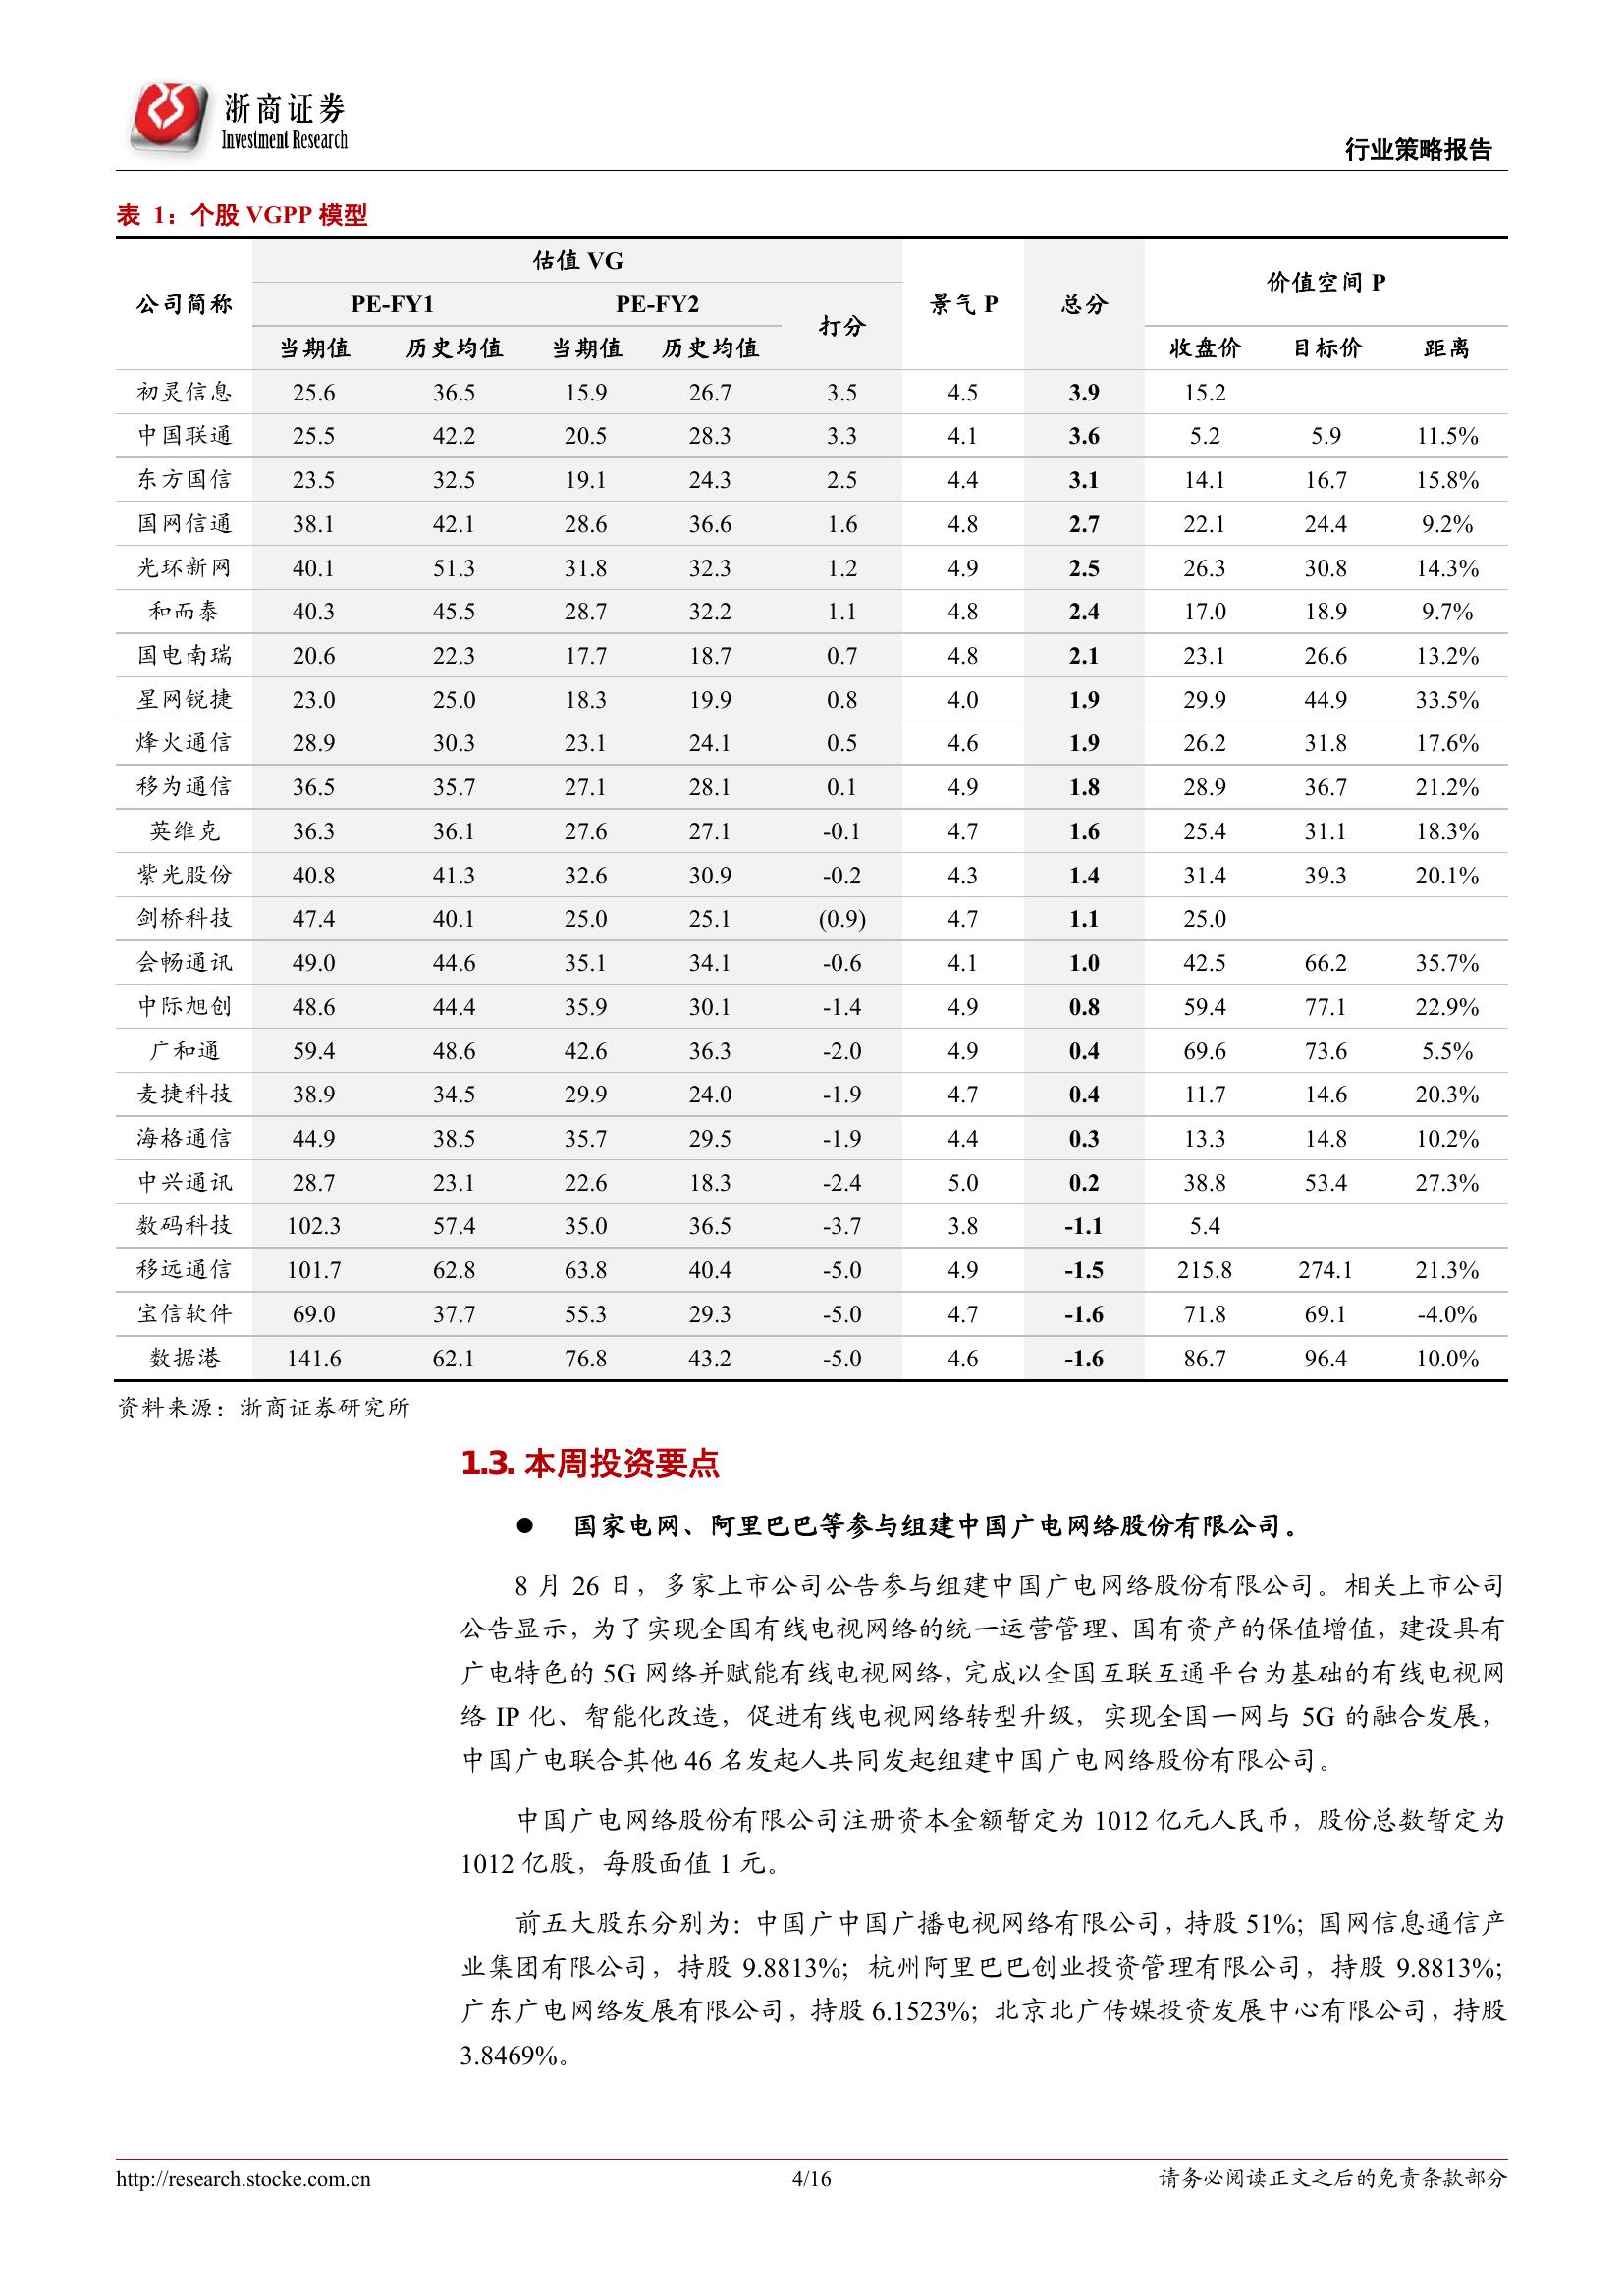 浙商证券
Investment Research
行业策略报告
表 1：个股 VGPP 模型
公司简称 估值 VG 景气 P 总分 价值空间 P
PE-FY1 PE-FY2 打分
当期值 历史均值 当期值 历史均值 收盘价 目标价 距离
初灵信息 25.6 36.5 15.9 26.7 3.5 4.5 3.9 15.2
中国联通 25.5 42.2 20.5 28.3 3.3 4.1 3.6 5.2 5.9 11.5%
东方国信 23.5 32.5 19.1 24.3 2.5 4.4 3.1 14.1 16.7 15.8%
国网信通 38.1 42.1 28.6 36.6 1.6 4.8 2.7 22.1 24.4 9.2%
光环新网 40.1 51.3 31.8 32.3 1.2 4.9 2.5 26.3 30.8 14.3%
和而泰 40.3 45.5 28.7 32.2 1.1 4.8 2.4 17.0 18.9 9.7%
国电南瑞 20.6 22.3 17.7 18.7 0.7 4.8 2.1 23.1 26.6 13.2%
星网锐捷 23.0 25.0 18.3 19.9 0.8 4.0 1.9 29.9 44.9 33.5%
烽火通信 28.9 30.3 23.1 24.1 0.5 4.6 1.9 26.2 31.8 17.6%
移为通信 36.5 35.7 27.1 28.1 0.1 4.9 1.8 28.9 36.7 21.2%
英维克 36.3 36.1 27.6 27.1 -0.1 4.7 1.6 25.4 31.1 18.3%
紫光股份 40.8 41.3 32.6 30.9 -0.2 4.3 1.4 31.4 39.3 20.1%
剑桥科技 47.4 40.1 25.0 25.1 (0.9) 4.7 1.1 25.0
会畅通讯 49.0 44.6 35.1 34.1 -0.6 4.1 1.0 42.5 66.2 35.7%
中际旭创 48.6 44.4 35.9 30.1 -1.4 4.9 0.8 59.4 77.1 22.9%
广和通 59.4 48.6 42.6 36.3 -2.0 4.9 0.4 69.6 73.6 5.5%
麦捷科技 38.9 34.5 29.9 24.0 -1.9 4.7 0.4 11.7 14.6 20.3%
海格通信 44.9 38.5 35.7 29.5 -1.9 4.4 0.3 13.3 14.8 10.2%
中兴通讯 28.7 23.1 22.6 18.3 -2.4 5.0 0.2 38.8 53.4 27.3%
数码科技 102.3 57.4 35.0 36.5 -3.7 3.8 -1.1 5.4
移远通信 101.7 62.8 63.8 40.4 -5.0 4.9 -1.5 215.8 274.1 21.3%
宝信软件 69.0 37.7 55.3 29.3 -5.0 4.7 -1.6 71.8 69.1 -4.0%
数据港 141.6 62.1 76.8 43.2 -5.0 4.6 -1.6 86.7 96.4 10.0%
资料来源：浙商证券研究所
1.3. 本周投资要点
● 国家电网、阿里巴巴等参与组建中国广电网络股份有限公司。
8 月 26 日，多家上市公司公告参与组建中国广电网络股份有限公司。相关上市公司
公告显示，为了实现全国有线电视网络的统一运营管理、国有资产的保值增值，建设具有
广电特色的 5G 网络并赋能有线电视网络，完成以全国互联互通平台为基础的有线电视网
络 IP 化、智能化改造，促进有线电视网络转型升级，实现全国一网与 5G 的融合发展，
中国广电联合其他 46 名发起人共同发起组建中国广电网络股份有限公司。
中国广电网络股份有限公司注册资本金额暂定为 1012 亿元人民币，股份总数暂定为
1012 亿股，每股面值 1 元。
前五大股东分别为：中国广中国广播电视网络有限公司，持股 51%；国网信息通信产
业集团有限公司，持股 9.8813%；杭州阿里巴巴创业投资管理有限公司，持股 9.8813%；
广东广电网络发展有限公司，持股 6.1523%；北京北广传媒投资发展中心有限公司，持股
3.8469%。
http://research.stocke.com.cn 4/16 请务必阅读正文之后的免责条款部分